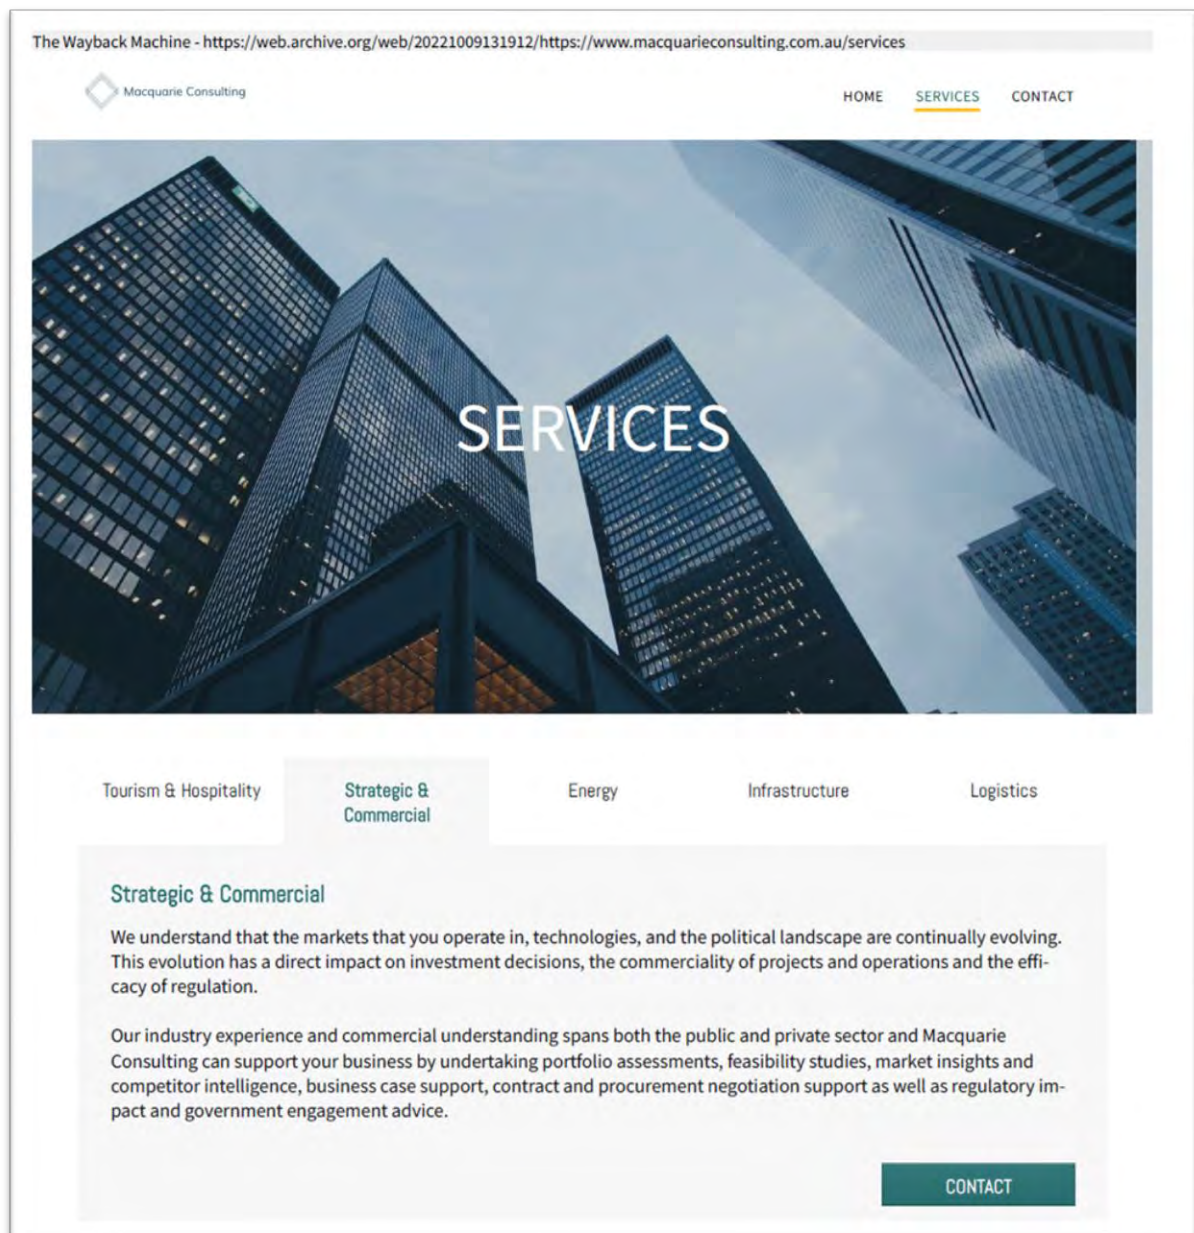 The Wayback Machine - https://web.archive.org/web/20221009131912/https://www.macquarieconsulting.com.au/services
Macquarie Consulting
HOME SERVICES CONTACT
SERVICES
Tourism & Hospitality
Strategic &
Commercial
Energy
Infrastructure
Logistics
Strategic & Commercial
We understand that the markets that you operate in, technologies, and the political landscape are continually evolving.
This evolution has a direct impact on investment decisions, the commerciality of projects and operations and the effi-
cacy of regulation.
Our industry experience and commercial understanding spans both the public and private sector and Macquarie
Consulting can support your business by undertaking portfolio assessments, feasibility studies, market insights and
competitor intelligence, business case support, contract and procurement negotiation support as well as regulatory im-
pact and government engagement advice.
CONTACT